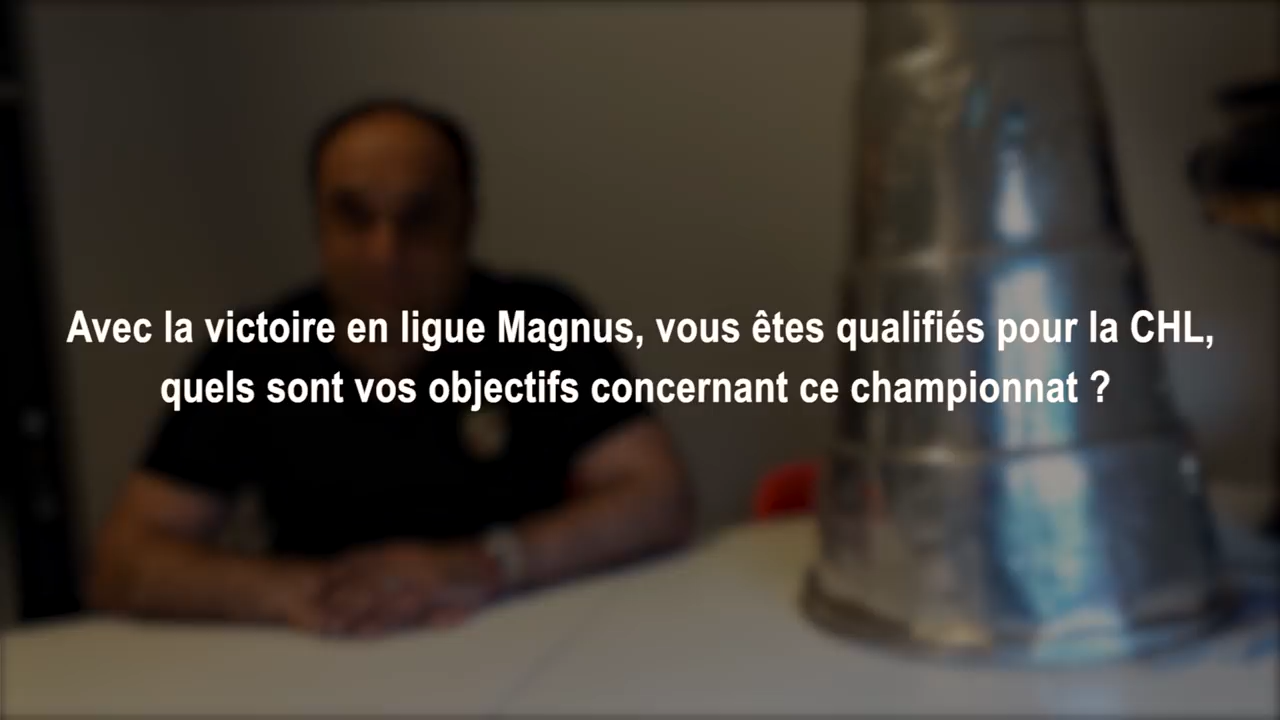 Avec la victoire en ligue Magnus, vous êtes qualifiés pour la CHL,
quels sont vos objectifs concernant ce championnat ?